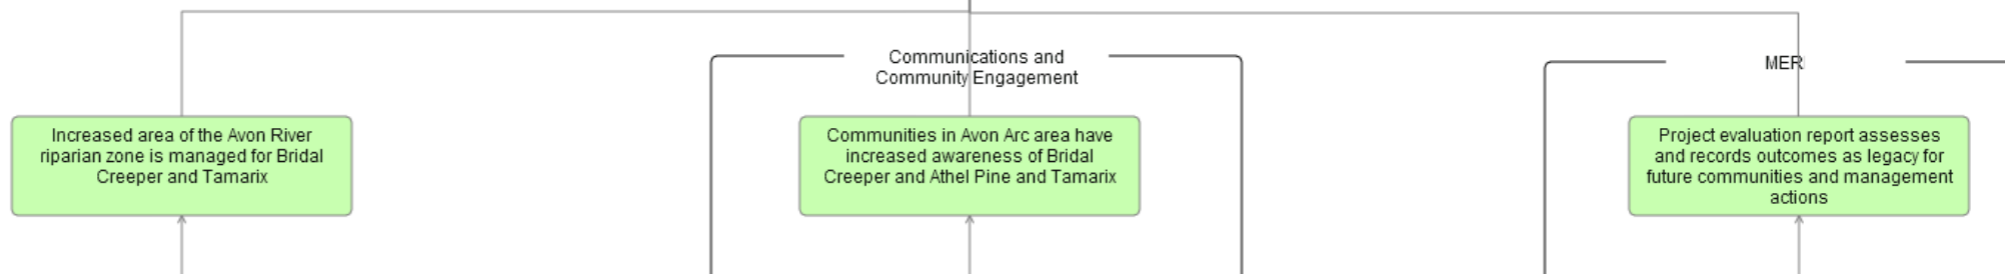 Communications and
Community Engagement
MER
Increased area of the Avon River
riparian zone is managed for Bridal
Creeper and Tamarix
Communities in Avon Arc area have
increased awareness of Bridal
Creeper and Athel Pine and Tamarix
Project evaluation report assesses
and records outcomes as legacy for
future communities and management
actions